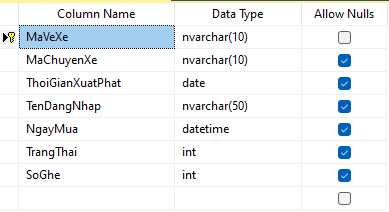 Column Name Data Type Allow Nulls
MaVeXe nvarchar(10)
MaChuyenXe nvarchar(10)
ThoiGianXuatPhat date
TenDangNhap nvarchar(50)
NgayMua datetime
TrangThai int
SoGhe int